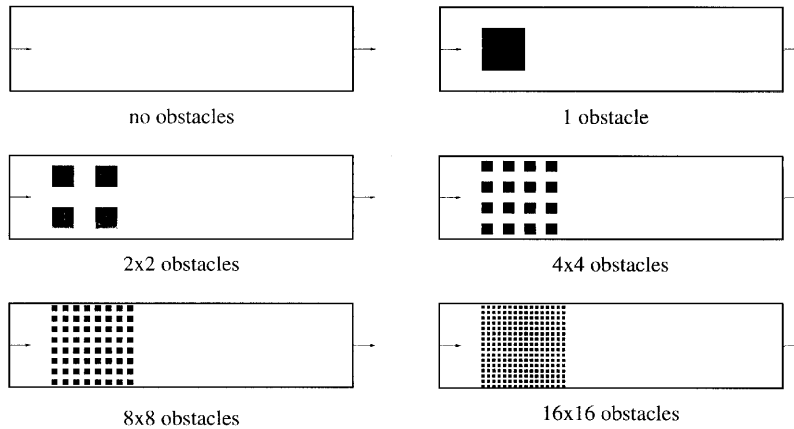 no obstacles
1 obstacle
2x2 obstacles
4x4 obstacles
8x8 obstacles
16x16 obstacles